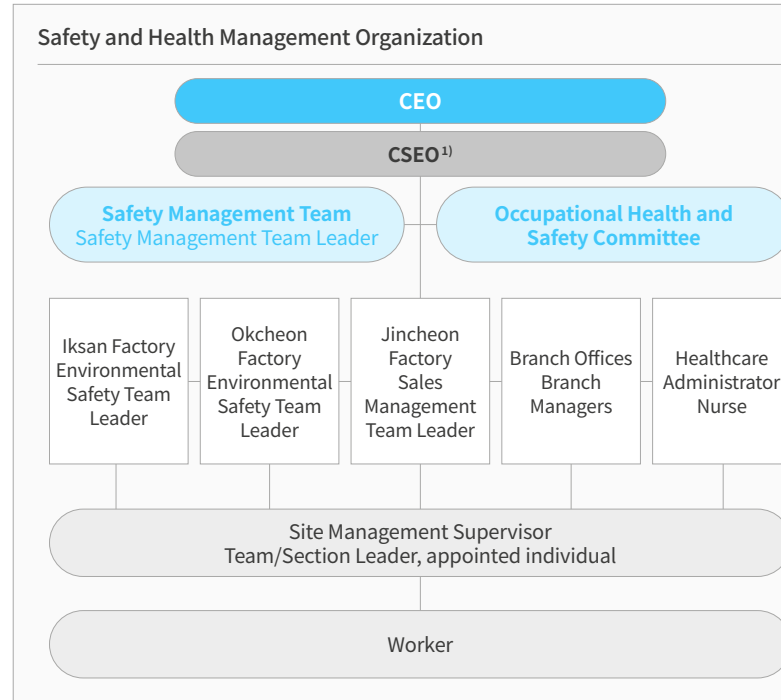 Safety and Health Management Organization
CEO
CSEO¹⁾
Safety Management Team
Safety Management Team Leader
Occupational Health and
Safety Committee
Iksan Factory
Environmental
Safety Team
Leader
Okcheon
Factory
Environmental
Safety Team
Leader
Jincheon
Factory
Sales
Management
Team Leader
Branch Offices
Branch
Managers
Healthcare
Administrator
Nurse
Site Management Supervisor
Team/Section Leader, appointed individual
Worker